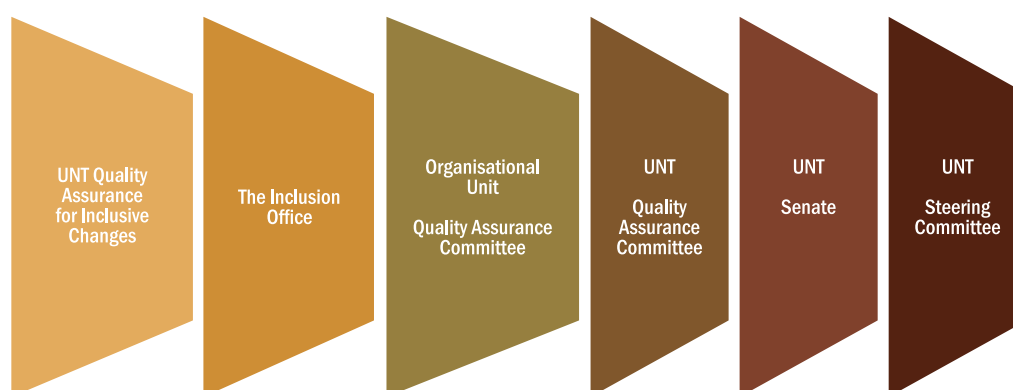 UNT Quality
Assurance
for Inclusive
Changes
The Inclusion
Office
Organisational
Unit
Quality Assurance
Committee
UNT
Quality
Assurance
Committee
UNT
Senate
UNT
Steering
Committee